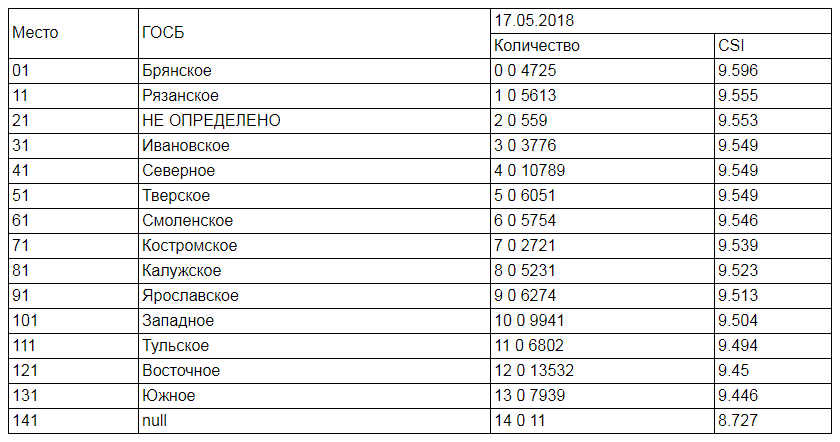 Место ГОСБ 17.05.2018
Количество CSI
01 Брянское 0 0 4725 9.596
11 Рязанское 1 0 5613 9.555
21 НЕ ОПРЕДЕЛЕНО 2 0 559 9.553
31 Ивановское 3 0 3776 9.549
41 Северное 4 0 10789 9.549
51 Тверское 5 0 6051 9.549
61 Смоленское 6 0 5754 9.546
71 Костромское 7 0 2721 9.539
81 Калужское 8 0 5231 9.523
91 Ярославское 9 0 6274 9.513
101 Западное 10 0 9941 9.504
111 Тульское 11 0 6802 9.494
121 Восточное 12 0 13532 9.45
131 Южное 13 0 7939 9.446
141 null 14 0 11 8.727